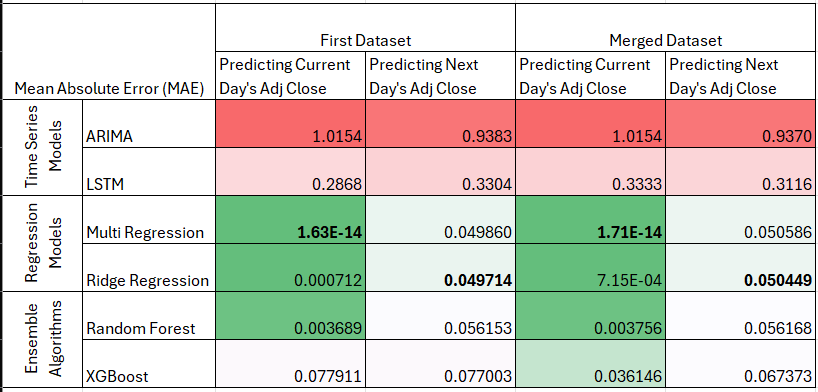 First Dataset Merged Dataset
Mean Absolute Error (MAE) Predicting Current Day's Adj Close Predicting Next Day's Adj Close Predicting Current Day's Adj Close Predicting Next Day's Adj Close
Time Series Models
ARIMA 1.0154 0.9383 1.0154 0.9370
LSTM 0.2868 0.3304 0.3333 0.3116
Regression Models
Multi Regression 1.63E-14 0.049860 1.71E-14 0.050586
Ridge Regression 0.000712 0.049714 7.15E-04 0.050449
Ensemble Algorithms
Random Forest 0.003689 0.056153 0.003756 0.056168
XGBoost 0.077911 0.077003 0.036146 0.067373